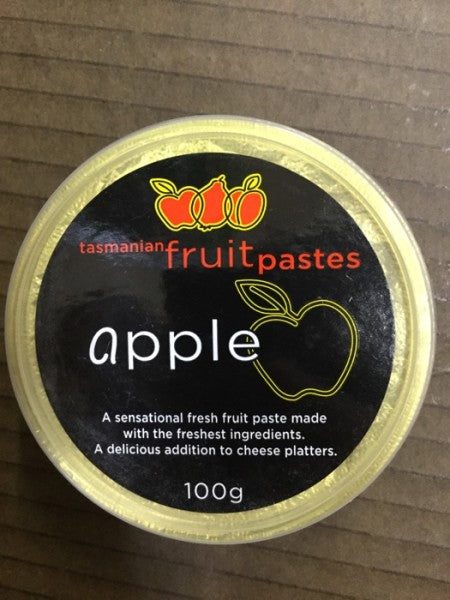 tasmanian fruit pastes
apple
A sensational fresh fruit paste made
with the freshest ingredients.
A delicious addition to cheese platters.
100g